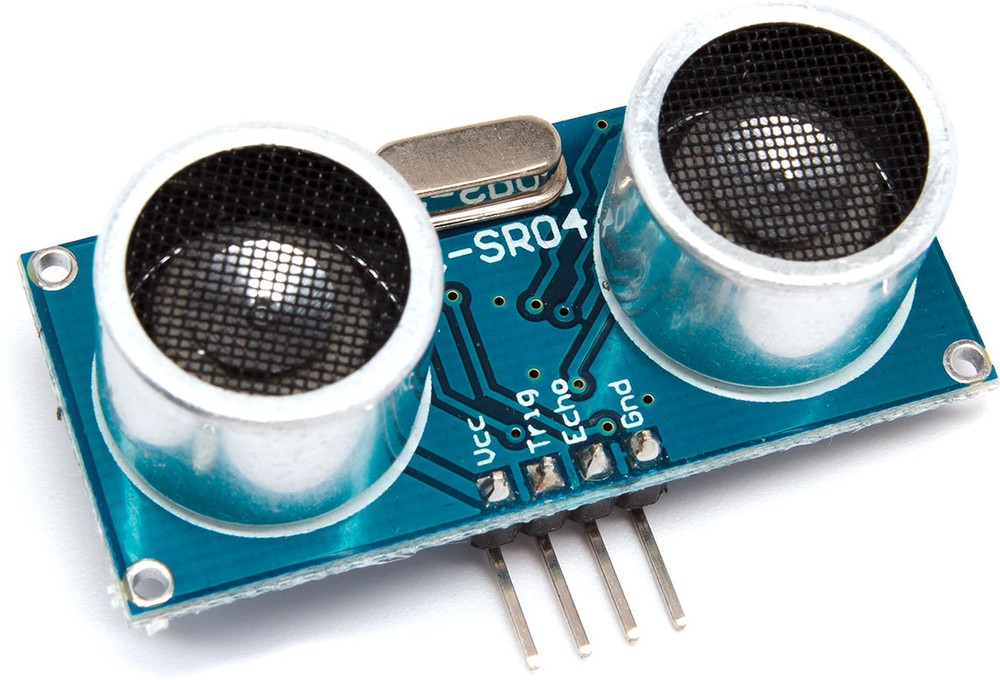 -SR04
Vcc
Trig
Echo
Gnd